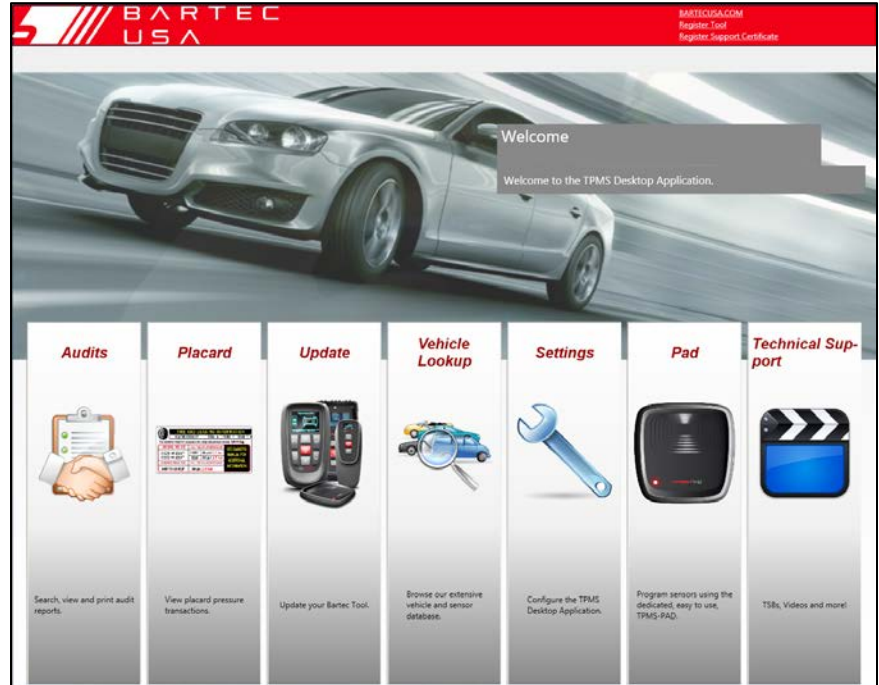 BARTEC
USA
BARTECUSA.COM
Register Tool
Register Support Certificate
Welcome
Welcome to the TPMS Desktop Application.
Audits
Placard
Update
Vehicle
Lookup
Settings
Pad
Technical Sup-
port
Search, view and print audit
reports.
View placard pressure
transactions.
Update your Bartec Tool.
Browse our extensive
vehicle and sensor
database.
Configure the TPMS
Desktop Application.
Program sensors using the
dedicated, easy to use,
TPMS-PAD.
TSBs, Videos and more!